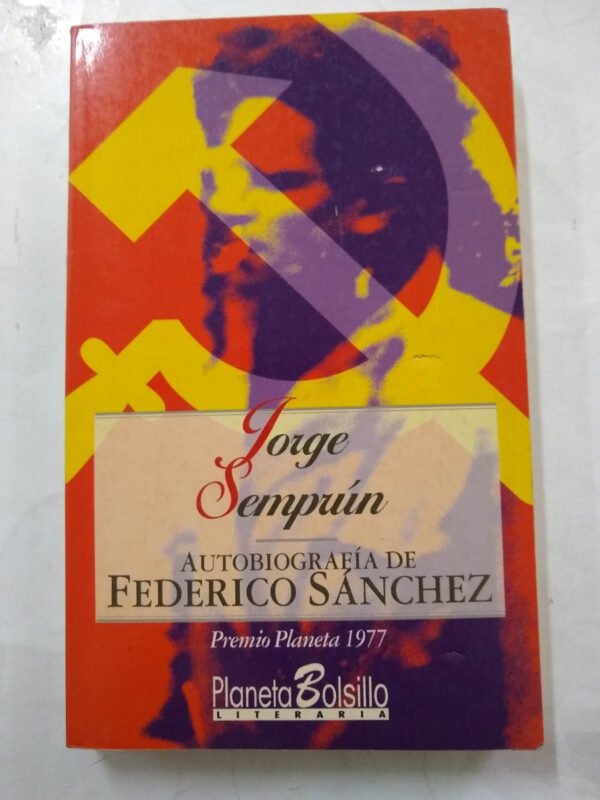 Jorge
Semprún
AUTOBIOGRAFÍA DE
FEDERICO SÁNCHEZ
Premio Planeta 1977
Planeta Bolsillo
LITERARIA